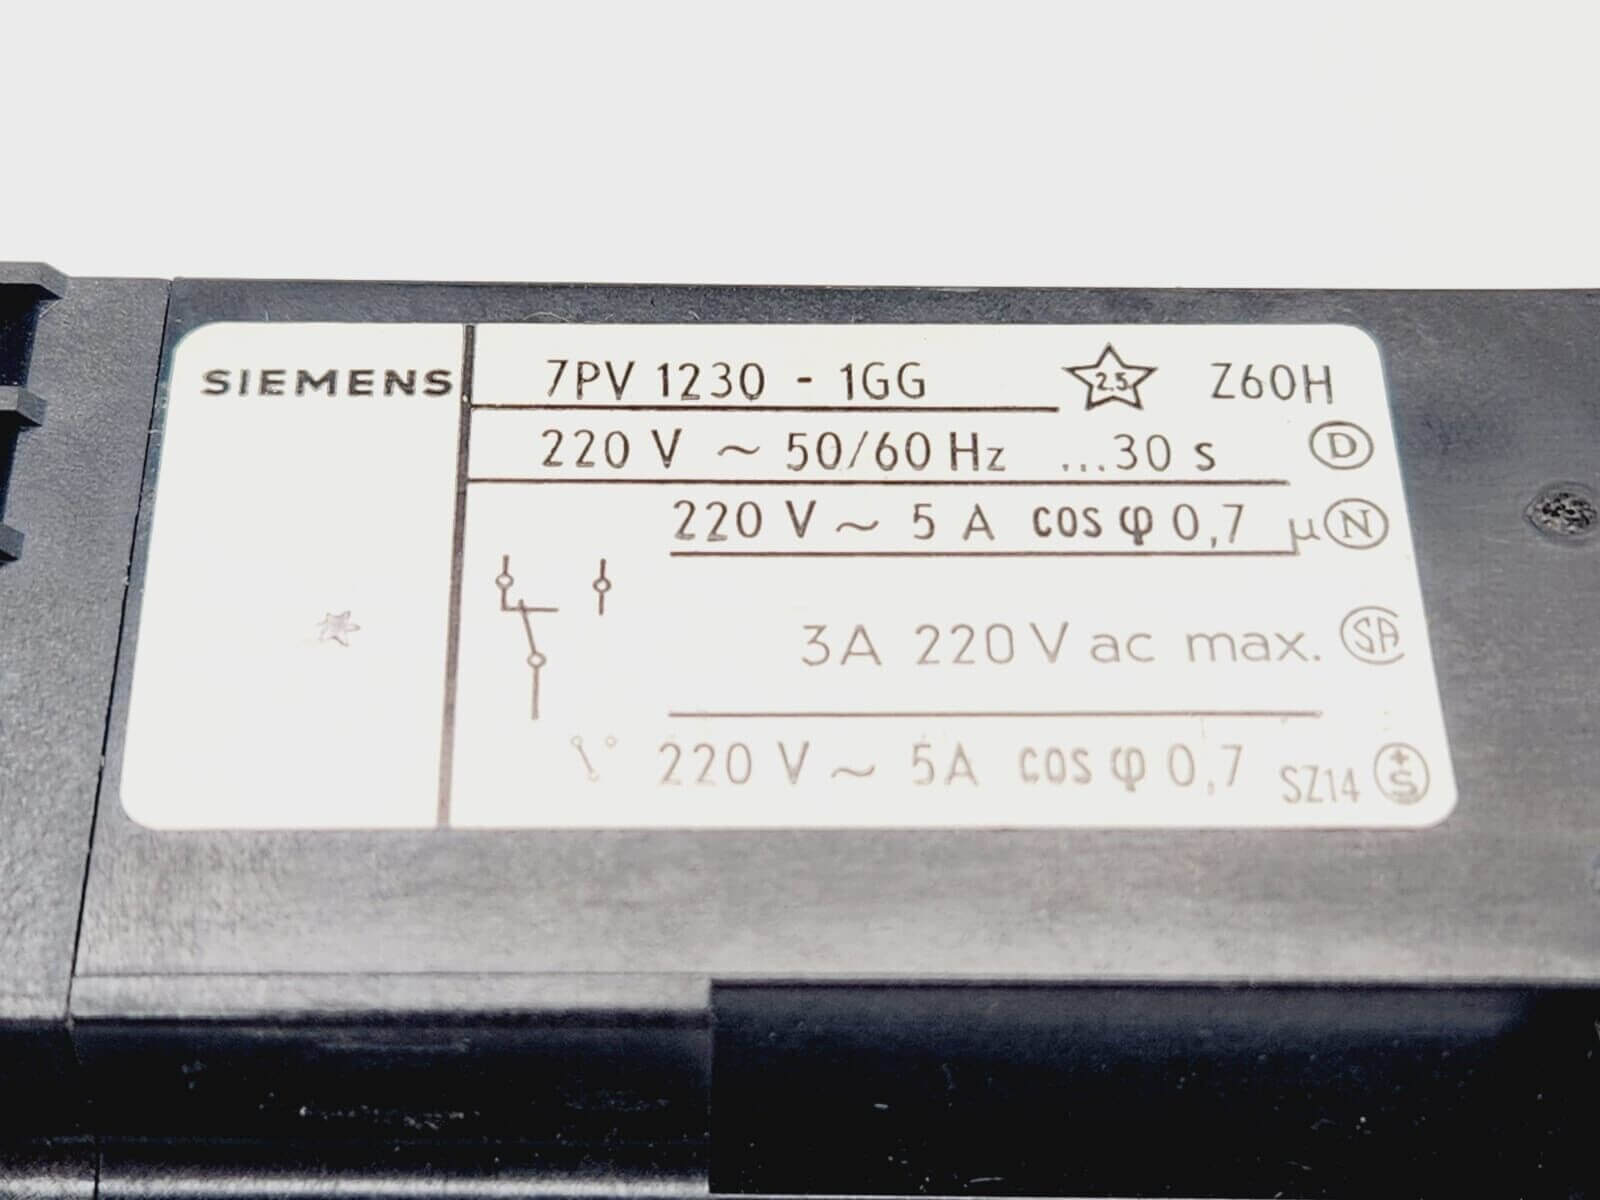 SIEMENS
7PV 1230 - 1GG 2.5 Z60H
220 V ~ 50/60 Hz ...30 s D
220 V ~ 5 A cos φ 0,7 µ N
3A 220 V ac max. SA
220 V ~ 5A cos φ 0,7 SZ14 +S